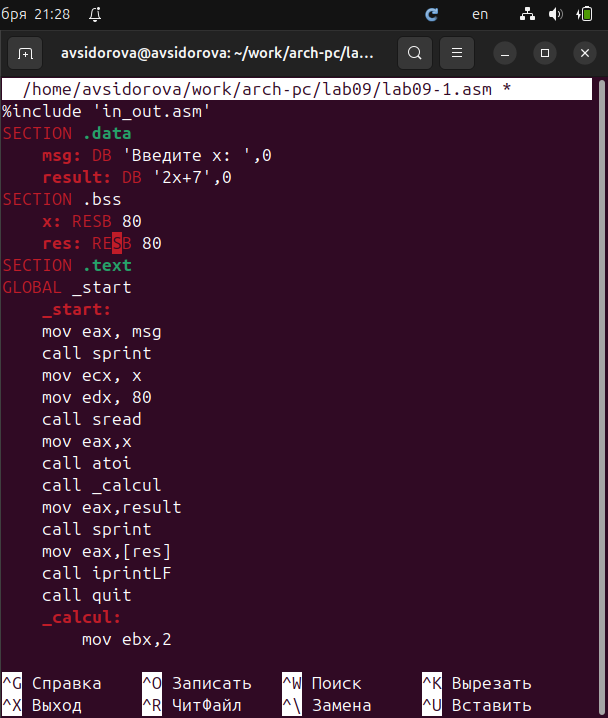 бря 21:28 en
avsidorova@avsidorova: ~/work/arch-pc/la...
/home/avsidorova/work/arch-pc/lab09/lab09-1.asm *
%include 'in_out.asm'
SECTION .data
    msg: DB 'Введите x: ',0
    result: DB '2x+7',0
SECTION .bss
    x: RESB 80
    res: RESB 80
SECTION .text
GLOBAL _start
    _start:
    mov eax, msg
    call sprint
    mov ecx, x
    mov edx, 80
    call sread
    mov eax,x
    call atoi
    call _calcul
    mov eax,result
    call sprint
    mov eax,[res]
    call iprintLF
    call quit
    _calcul:
        mov ebx,2
^G Справка ^O Записать ^W Поиск ^K Вырезать
^X Выход ^R ЧитФайл ^\ Замена ^U Вставить